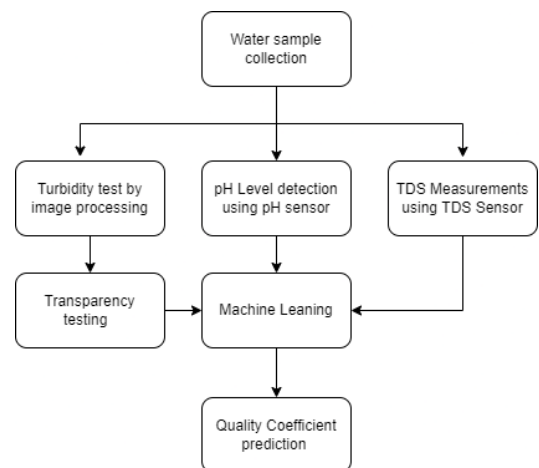 Water sample
collection
Turbidity test by
image processing
pH Level detection
using pH sensor
TDS Measurements
using TDS Sensor
Transparency
testing
Machine Leaning
Quality Coefficient
prediction